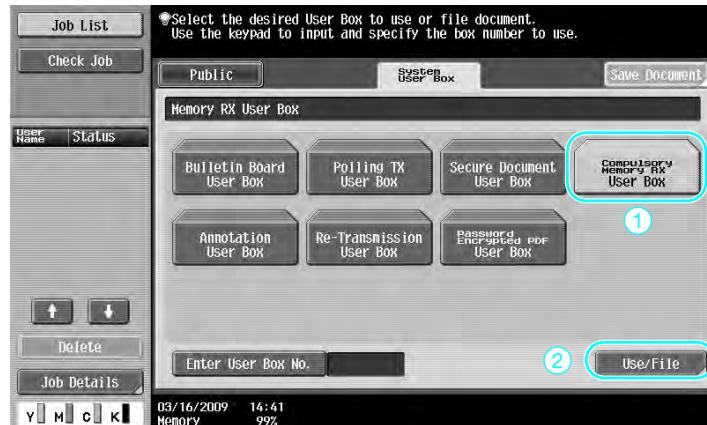 Job List
Check Job
User Name
Status
Delete
Job Details
Y M C K
Select the desired User Box to use or file document.
Use the keypad to input and specify the box number to use.
Public
System User Box
Save Document
Memory RX User Box
Bulletin Board
User Box
Polling TX
User Box
Secure Document
User Box
Compulsory
Memory RX
User Box
1
Annotation
User Box
Re-Transmission
User Box
Password
Encrypted PDF
User Box
Enter User Box No.
2
Use/File
03/16/2009 14:41
Memory 99%